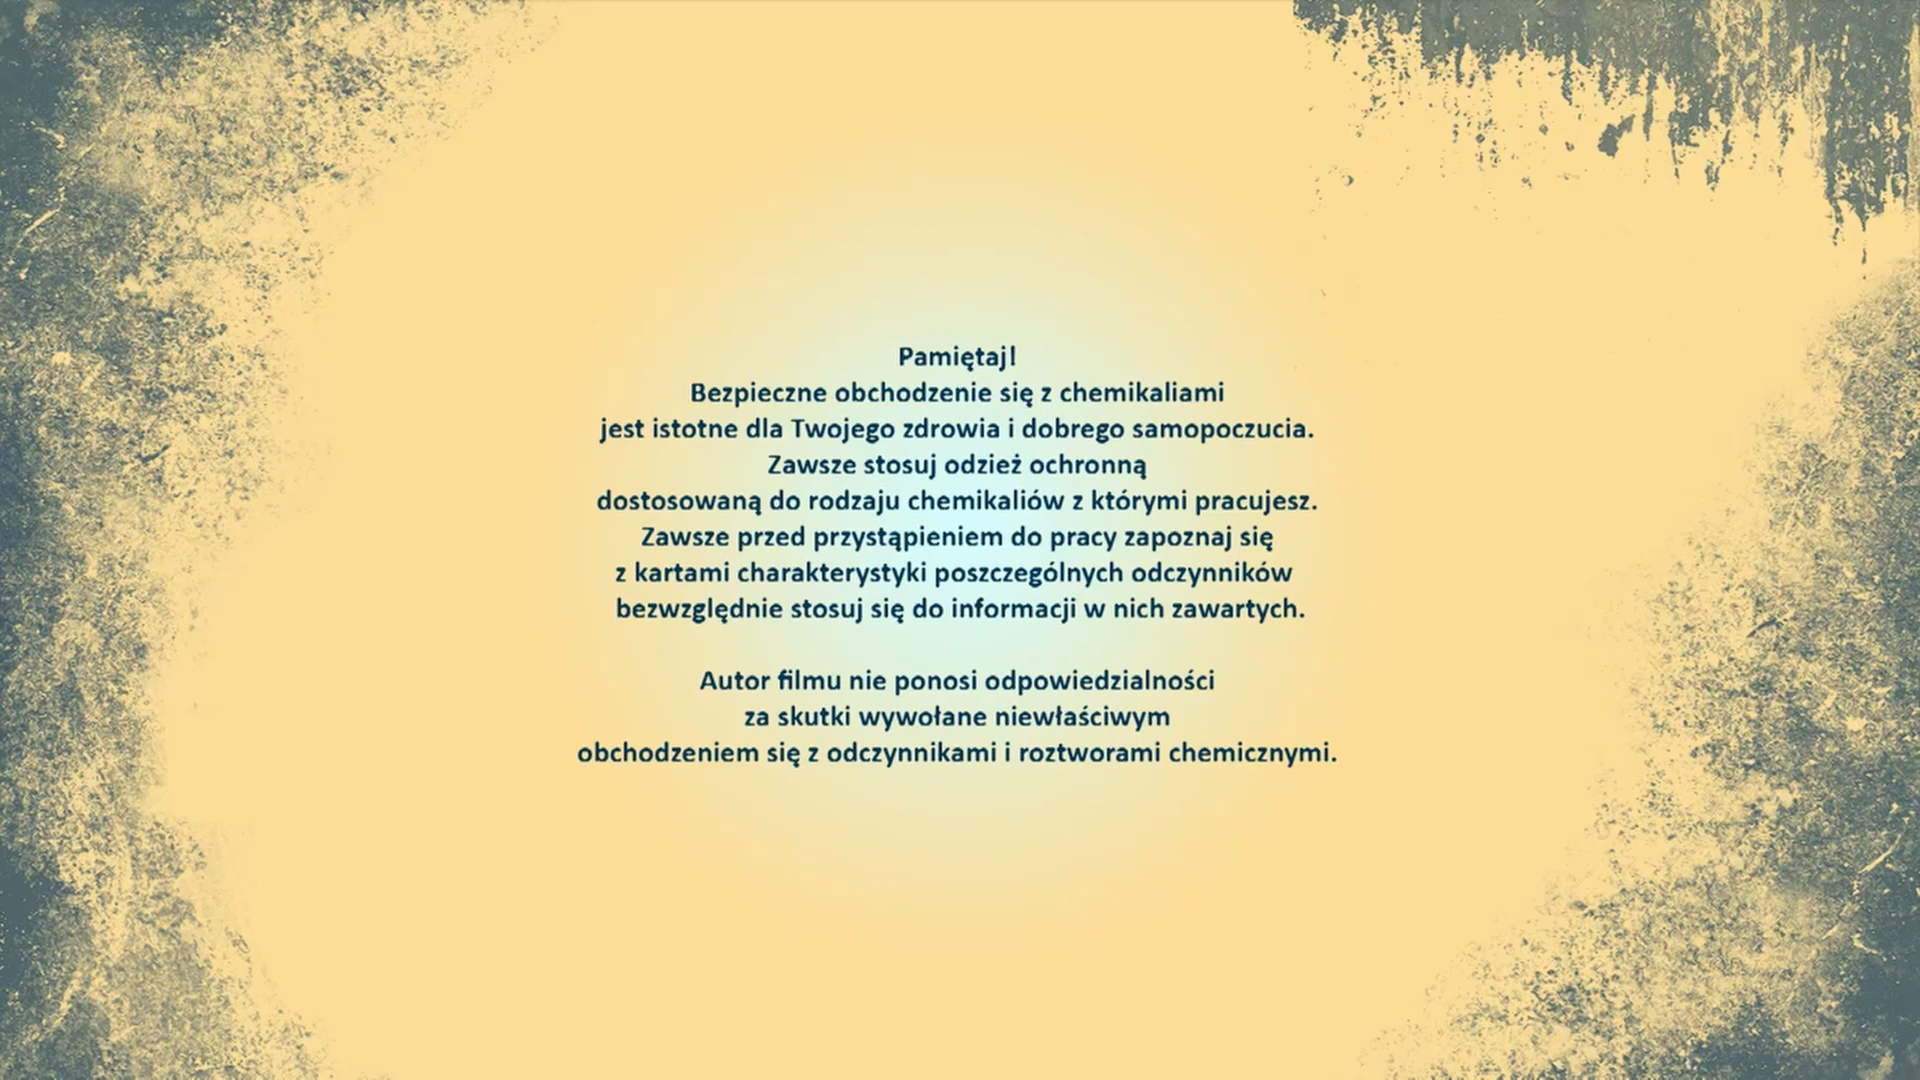 Pamiętaj!
Bezpieczne obchodzenie się z chemikaliami
jest istotne dla Twojego zdrowia i dobrego samopoczucia.
Zawsze stosuj odzież ochronną
dostosowaną do rodzaju chemikaliów z którymi pracujesz.
Zawsze przed przystąpieniem do pracy zapoznaj się
z kartami charakterystyki poszczególnych odczynników
bezwzględnie stosuj się do informacji w nich zawartych.
Autor filmu nie ponosi odpowiedzialności
za skutki wywołane niewłaściwym
obchodzeniem się z odczynnikami i roztworami chemicznymi.